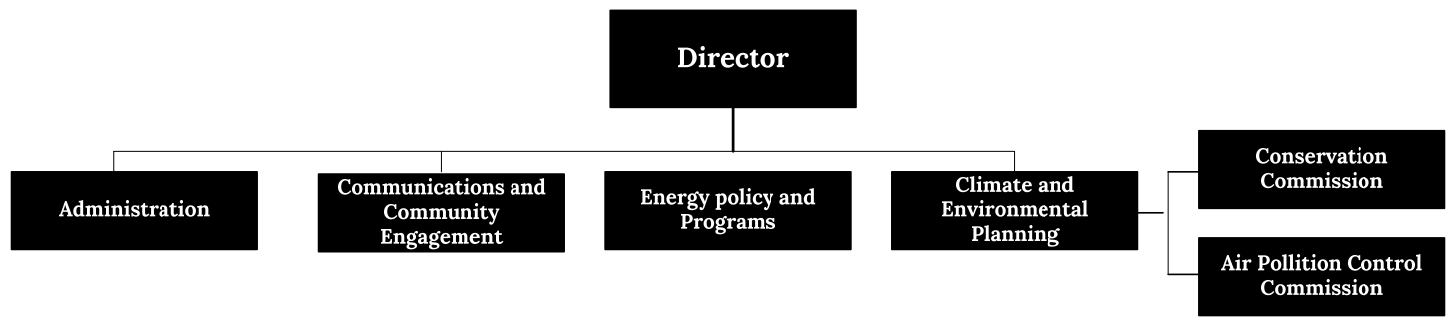 Director
Administration
Communications and
Community
Engagement
Energy policy and
Programs
Climate and
Environmental
Planning
Conservation
Commission
Air Pollition Control
Commission